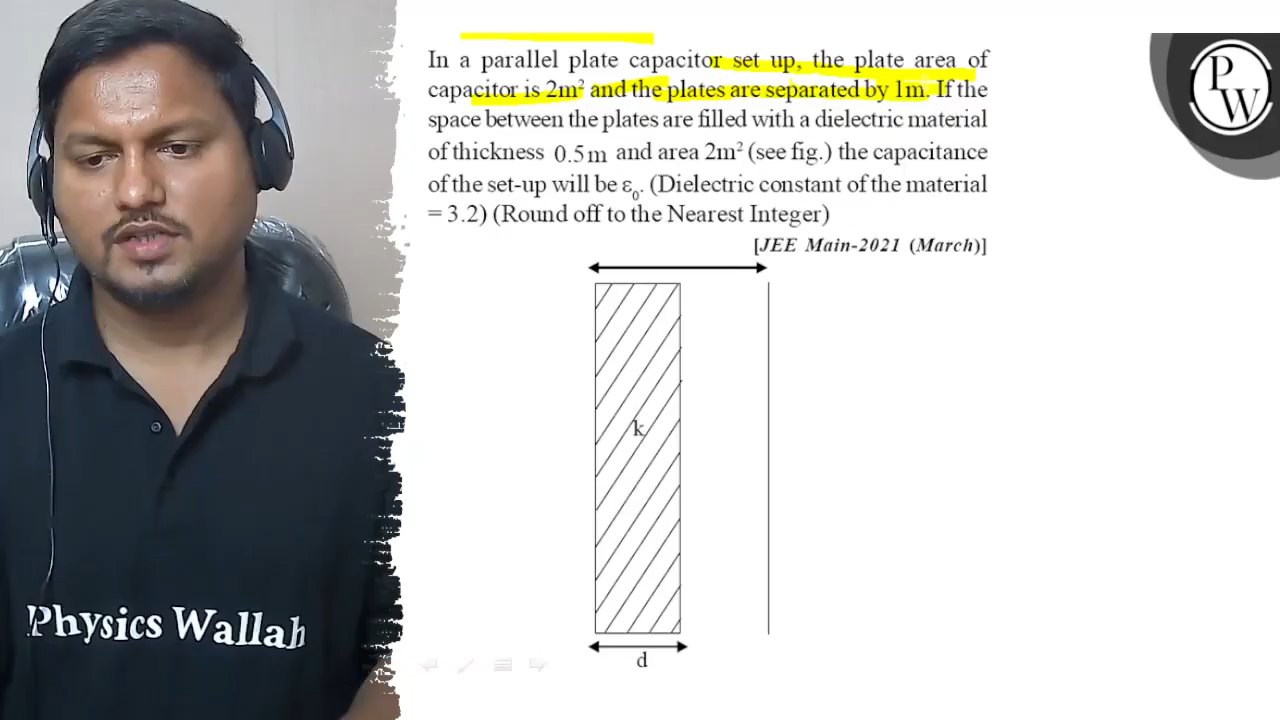 In a parallel plate capacitor set up, the plate area of
capacitor is 2m² and the plates are separated by 1m. If the
space between the plates are filled with a dielectric material
of thickness 0.5m and area 2m² (see fig.) the capacitance
of the set-up will be ε₀. (Dielectric constant of the material
= 3.2) (Round off to the Nearest Integer)
[JEE Main-2021 (March)]
k
d
P
W
Physics Wallah